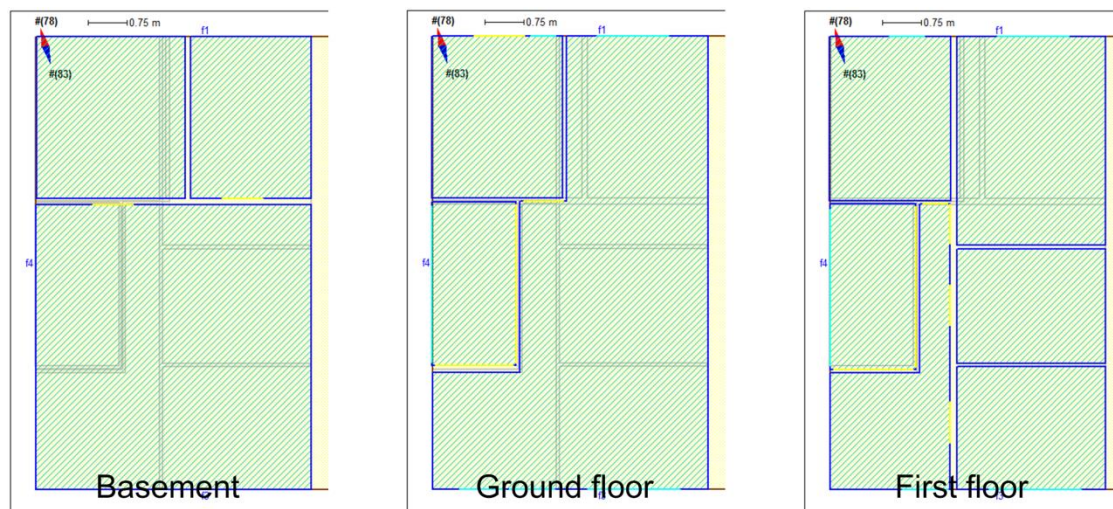 #(78) 0.75 m
f1
#(83)
f4
Basement
#(78) 0.75 m
f1
#(83)
f4
Ground floor
#(78) 0.75 m
f1
#(83)
f4
First floor
f3